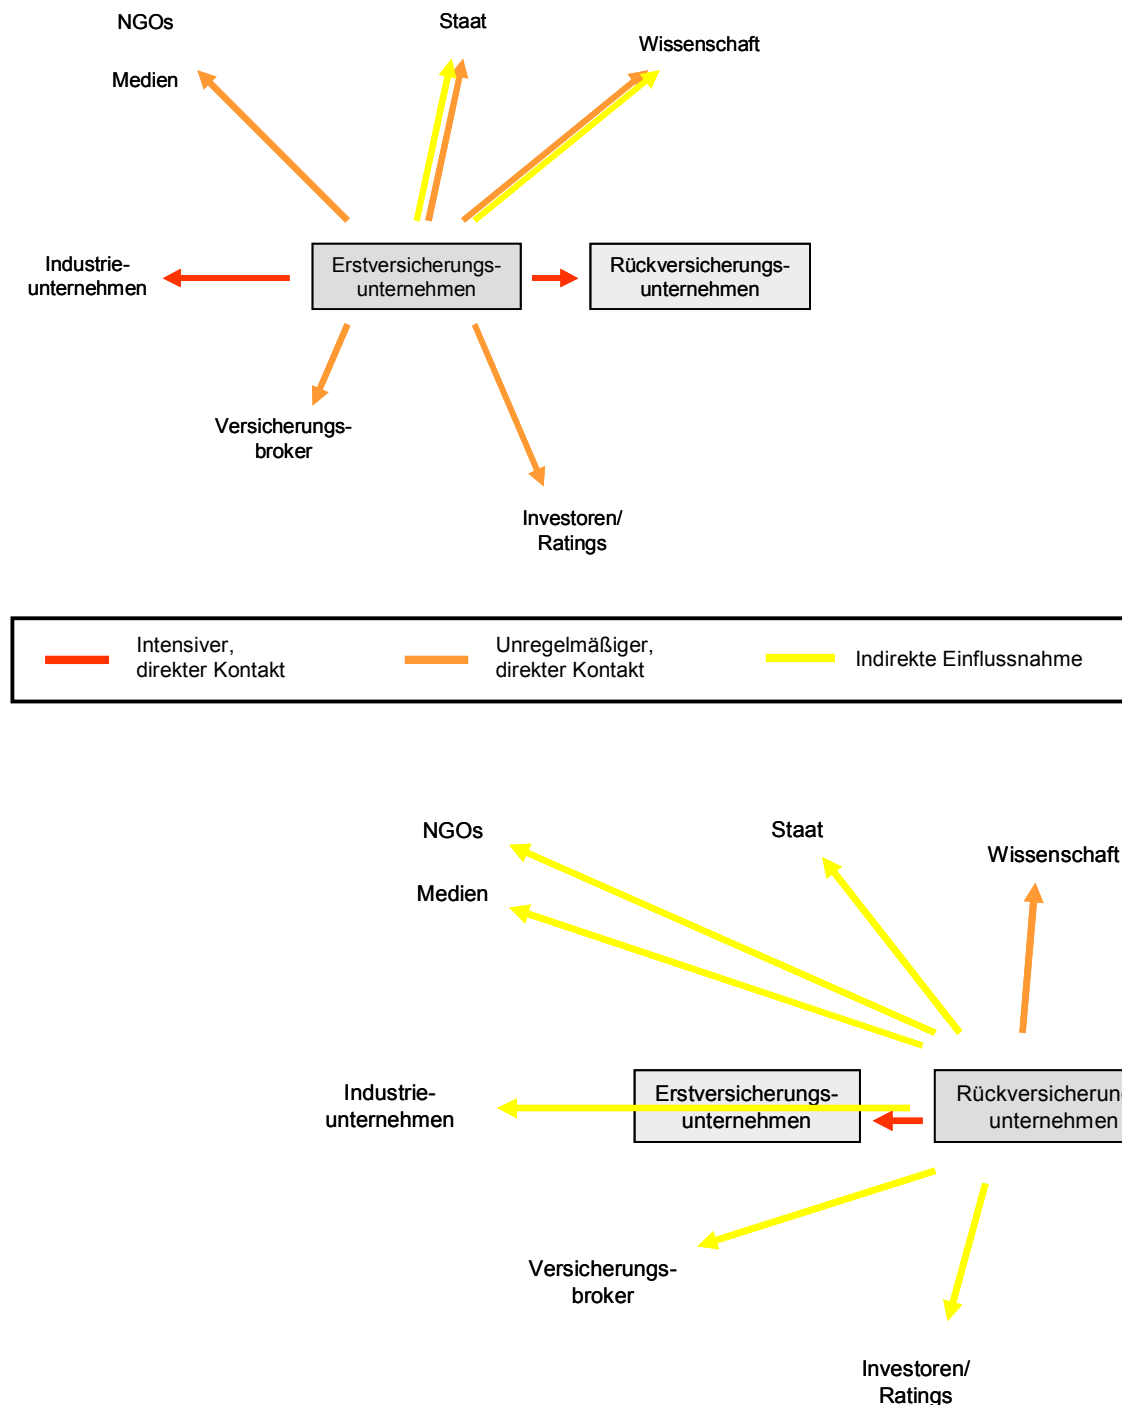 NGOs
Staat
Wissenschaft
Medien
Industrie-
unternehmen
Erstversicherungs-
unternehmen
Rückversicherungs-
unternehmen
Versicherungs-
broker
Investoren/
Ratings
Intensiver,
direkter Kontakt
Unregelmäßiger,
direkter Kontakt
Indirekte Einflussnahme
NGOs
Staat
Wissenschaft
Medien
Industrie-
unternehmen
Erstversicherungs-
unternehmen
unternehmen
Versicherungs-
broker
Investoren/
Ratings